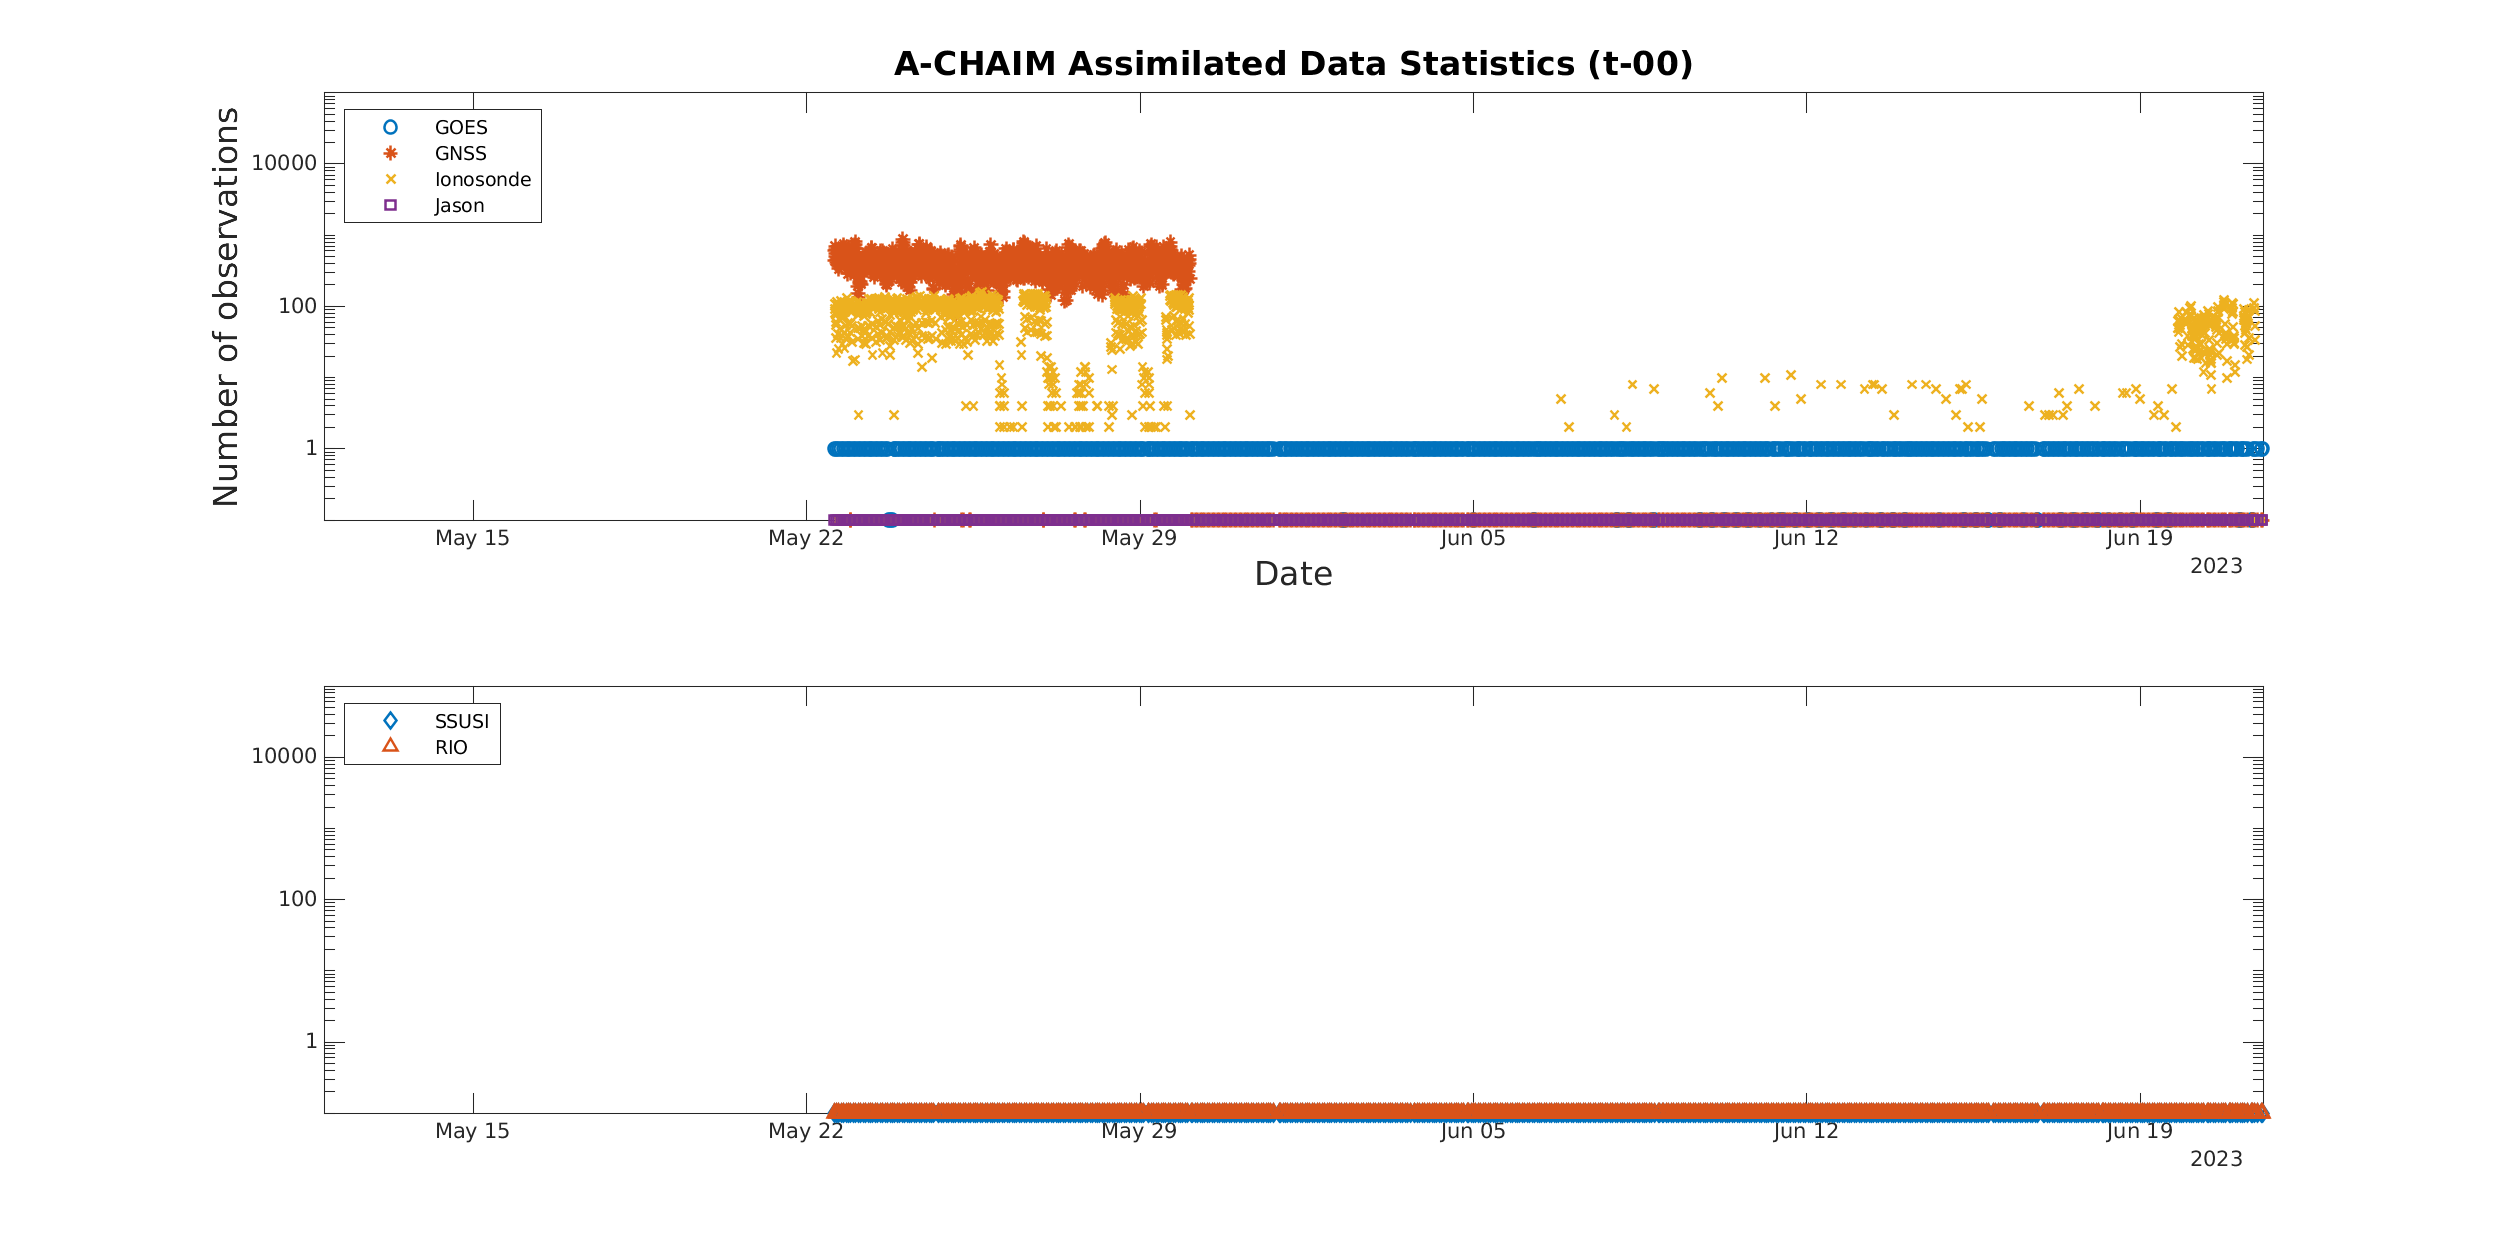 A-CHAIM Assimilated Data Statistics (t-00)
Number of observations
10000
100
1
GOES
GNSS
Ionosonde
Jason
May 15
May 22
May 29
Jun 05
Jun 12
Jun 19
2023
Date
10000
100
1
SSUSI
RIO
May 15
May 22
May 29
Jun 05
Jun 12
Jun 19
2023